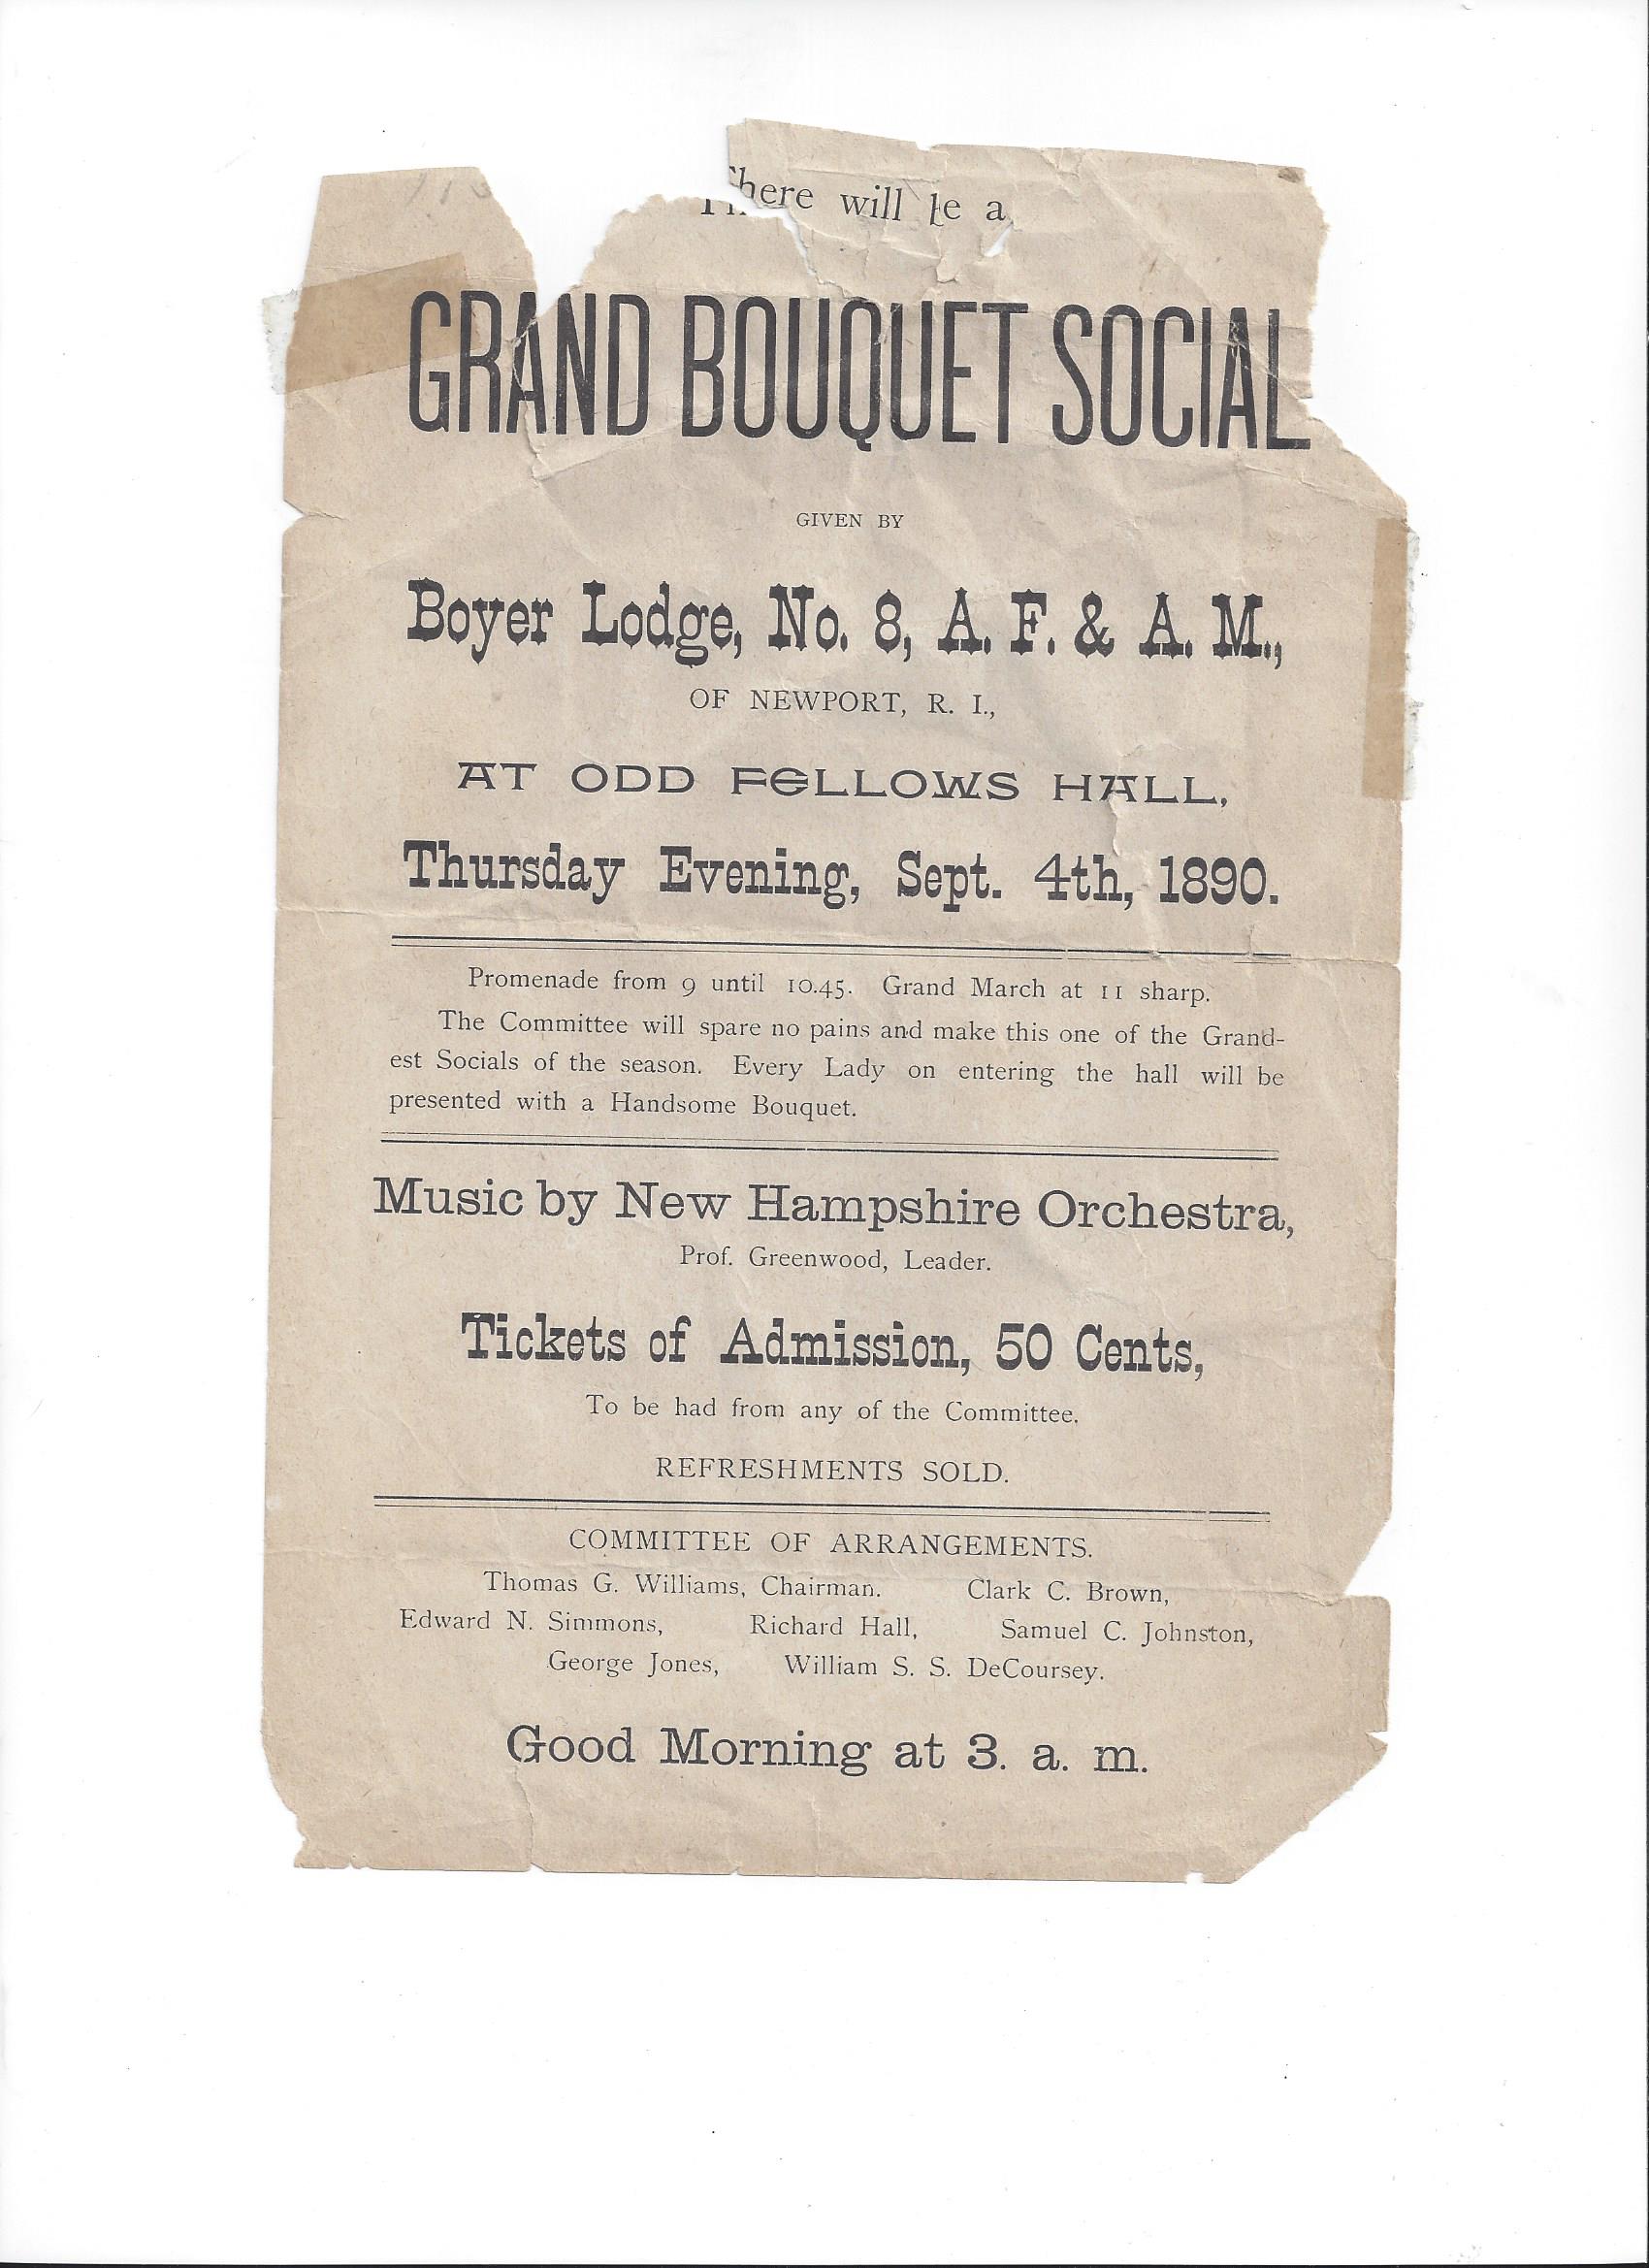 There will be a
GRAND BOUQUET SOCIAL
GIVEN BY
Boyer Lodge, No. 8, A. F. & A. M.,
OF NEWPORT, R. I.,
AT ODD FELLOWS HALL,
Thursday Evening, Sept. 4th, 1890.
Promenade from 9 until 10.45. Grand March at 11 sharp.
The Committee will spare no pains and make this one of the Grand-
est Socials of the season. Every Lady on entering the hall will be
presented with a Handsome Bouquet.
Music by New Hampshire Orchestra,
Prof. Greenwood, Leader.
Tickets of Admission, 50 Cents,
To be had from any of the Committee.
REFRESHMENTS SOLD.
COMMITTEE OF ARRANGEMENTS.
Thomas G. Williams, Chairman. Clark C. Brown,
Edward N. Simmons, Richard Hall, Samuel C. Johnston,
George Jones, William S. S. DeCoursey.
Good Morning at 3. a. m.